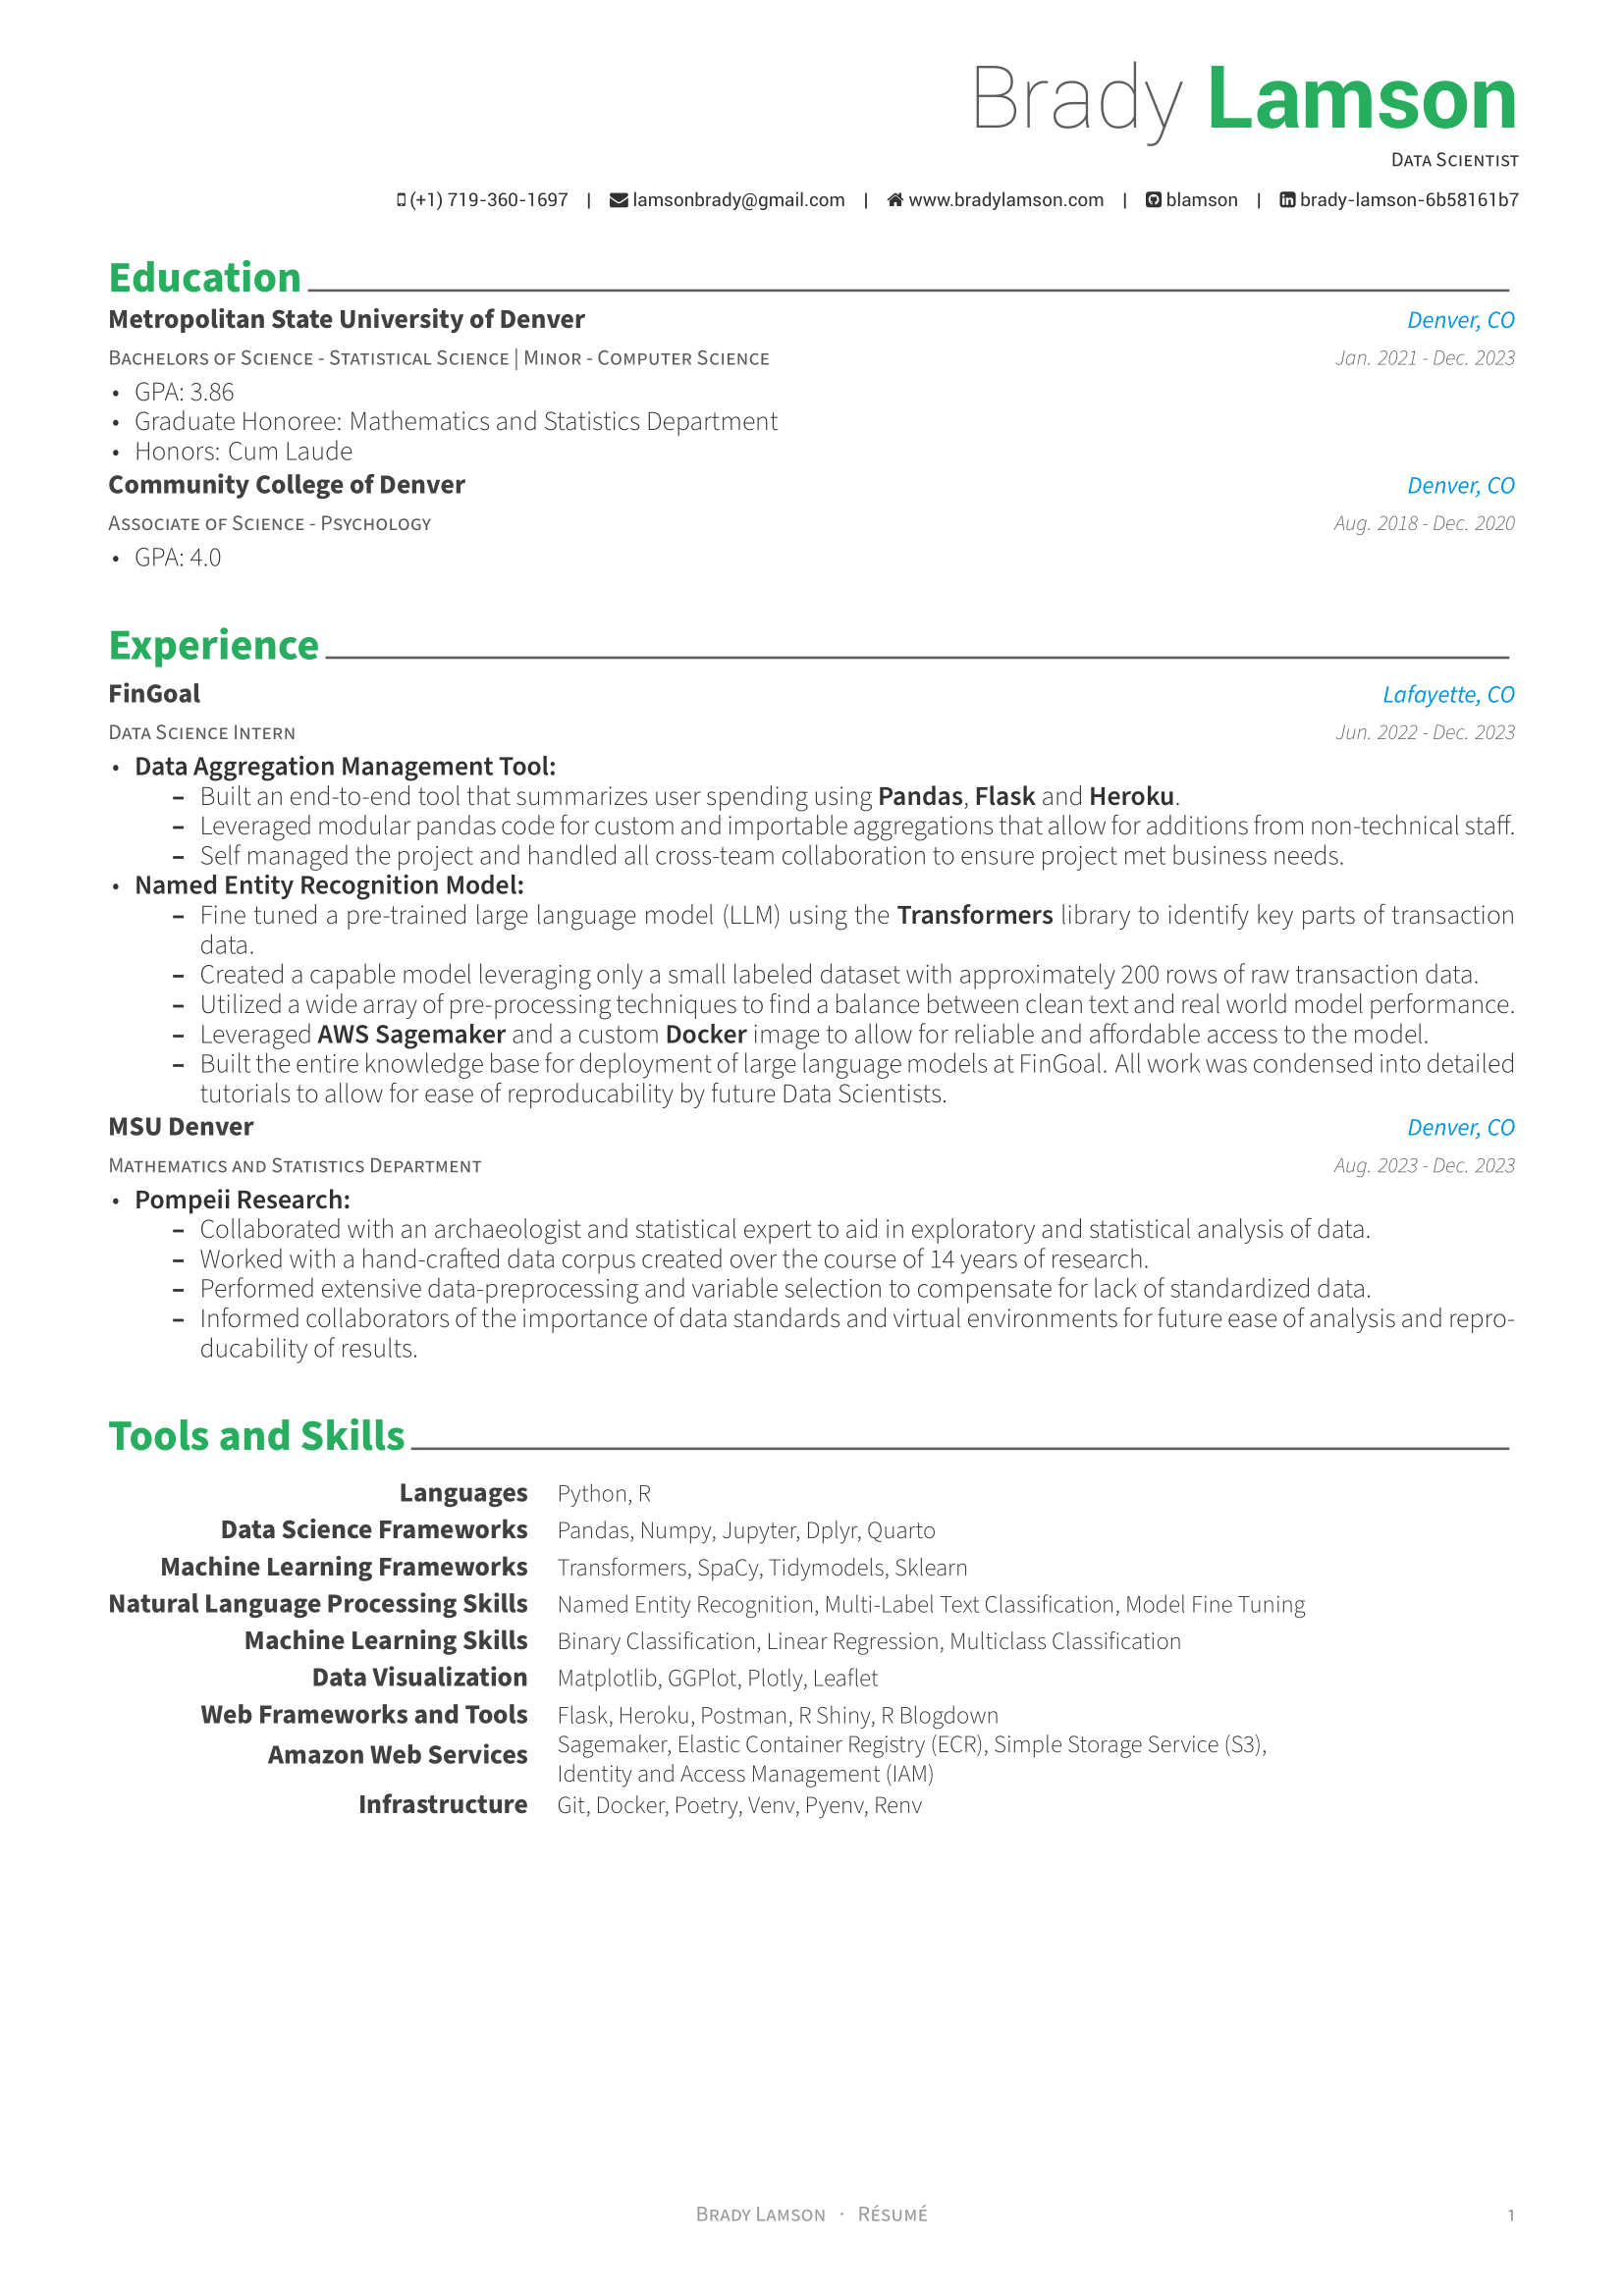 Brady Lamson
Data Scientist
(+1) 719-360-1697 | lamsonbrady@gmail.com | www.bradylamson.com | blamson | brady-lamson-6b58161b7
Education
Metropolitan State University of Denver Denver, CO
Bachelors of Science - Statistical Science | Minor - Computer Science Jan. 2021 - Dec. 2023
• GPA: 3.86
• Graduate Honoree: Mathematics and Statistics Department
• Honors: Cum Laude
Community College of Denver Denver, CO
Associate of Science - Psychology Aug. 2018 - Dec. 2020
• GPA: 4.0
Experience
FinGoal Lafayette, CO
Data Science Intern Jun. 2022 - Dec. 2023
• Data Aggregation Management Tool:
– Built an end-to-end tool that summarizes user spending using Pandas, Flask and Heroku.
– Leveraged modular pandas code for custom and importable aggregations that allow for additions from non-technical staff.
– Self managed the project and handled all cross-team collaboration to ensure project met business needs.
• Named Entity Recognition Model:
– Fine tuned a pre-trained large language model (LLM) using the Transformers library to identify key parts of transaction
data.
– Created a capable model leveraging only a small labeled dataset with approximately 200 rows of raw transaction data.
– Utilized a wide array of pre-processing techniques to find a balance between clean text and real world model performance.
– Leveraged AWS Sagemaker and a custom Docker image to allow for reliable and affordable access to the model.
– Built the entire knowledge base for deployment of large language models at FinGoal. All work was condensed into detailed
tutorials to allow for ease of reproducability by future Data Scientists.
MSU Denver Denver, CO
Mathematics and Statistics Department Aug. 2023 - Dec. 2023
• Pompeii Research:
– Collaborated with an archaeologist and statistical expert to aid in exploratory and statistical analysis of data.
– Worked with a hand-crafted data corpus created over the course of 14 years of research.
– Performed extensive data-preprocessing and variable selection to compensate for lack of standardized data.
– Informed collaborators of the importance of data standards and virtual environments for future ease of analysis and repro-
ducability of results.
Tools and Skills
Languages Python, R
Data Science Frameworks Pandas, Numpy, Jupyter, Dplyr, Quarto
Machine Learning Frameworks Transformers, SpaCy, Tidymodels, Sklearn
Natural Language Processing Skills Named Entity Recognition, Multi-Label Text Classification, Model Fine Tuning
Machine Learning Skills Binary Classification, Linear Regression, Multiclass Classification
Data Visualization Matplotlib, GGPlot, Plotly, Leaflet
Web Frameworks and Tools Flask, Heroku, Postman, R Shiny, R Blogdown
Amazon Web Services Sagemaker, Elastic Container Registry (ECR), Simple Storage Service (S3),
Identity and Access Management (IAM)
Infrastructure Git, Docker, Poetry, Venv, Pyenv, Renv
Brady Lamson · Résumé 1